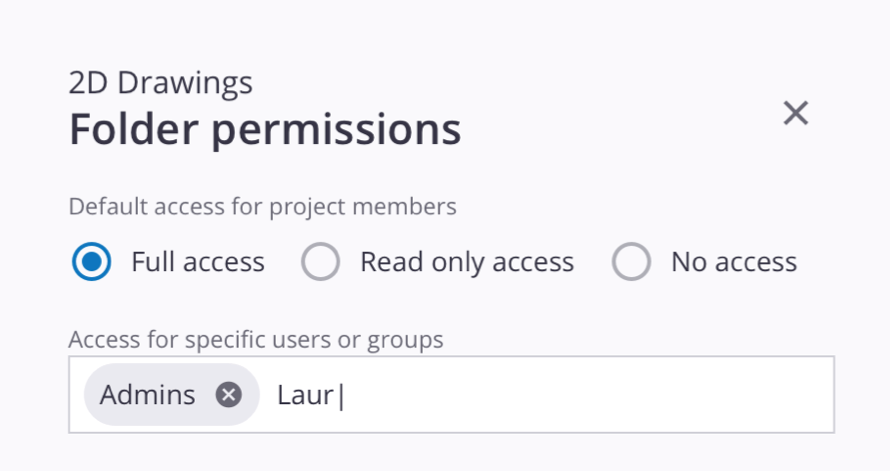 2D Drawings
Folder permissions
Default access for project members
Full access Read only access No access
Access for specific users or groups
Admins Laur